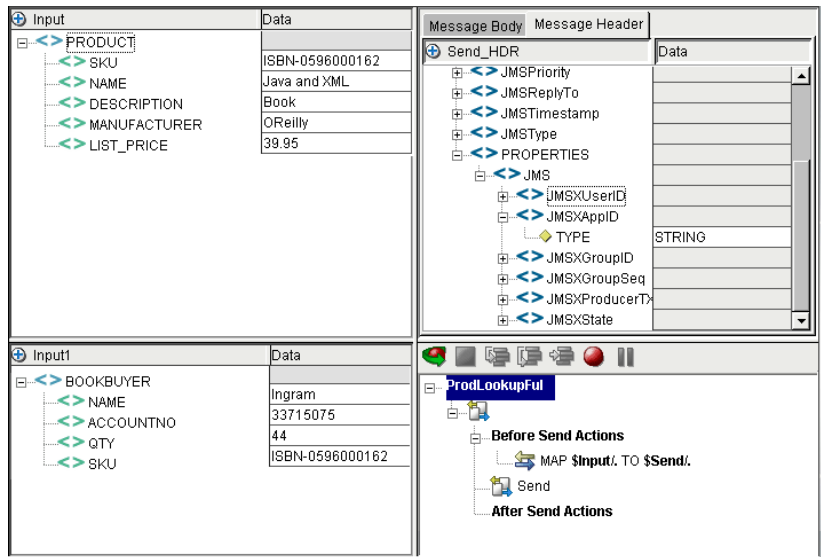 Input Data
PRODUCT
SKU ISBN-0596000162
NAME Java and XML
DESCRIPTION Book
MANUFACTURER OReilly
LIST_PRICE 39.95
Message Body Message Header
Send_HDR Data
JMSPriority
JMSReplyTo
JMSTimestamp
JMSType
PROPERTIES
JMS
JMSXUserID
JMSXAppID
TYPE STRING
JMSXGroupID
JMSXGroupSeq
JMSXProducerTX
JMSXState
Input1 Data
BOOKBUYER
NAME Ingram
ACCOUNTNO 33715075
QTY 44
SKU ISBN-0596000162
ProdLookupFul
Before Send Actions
MAP $Input/. TO $Send/.
Send
After Send Actions